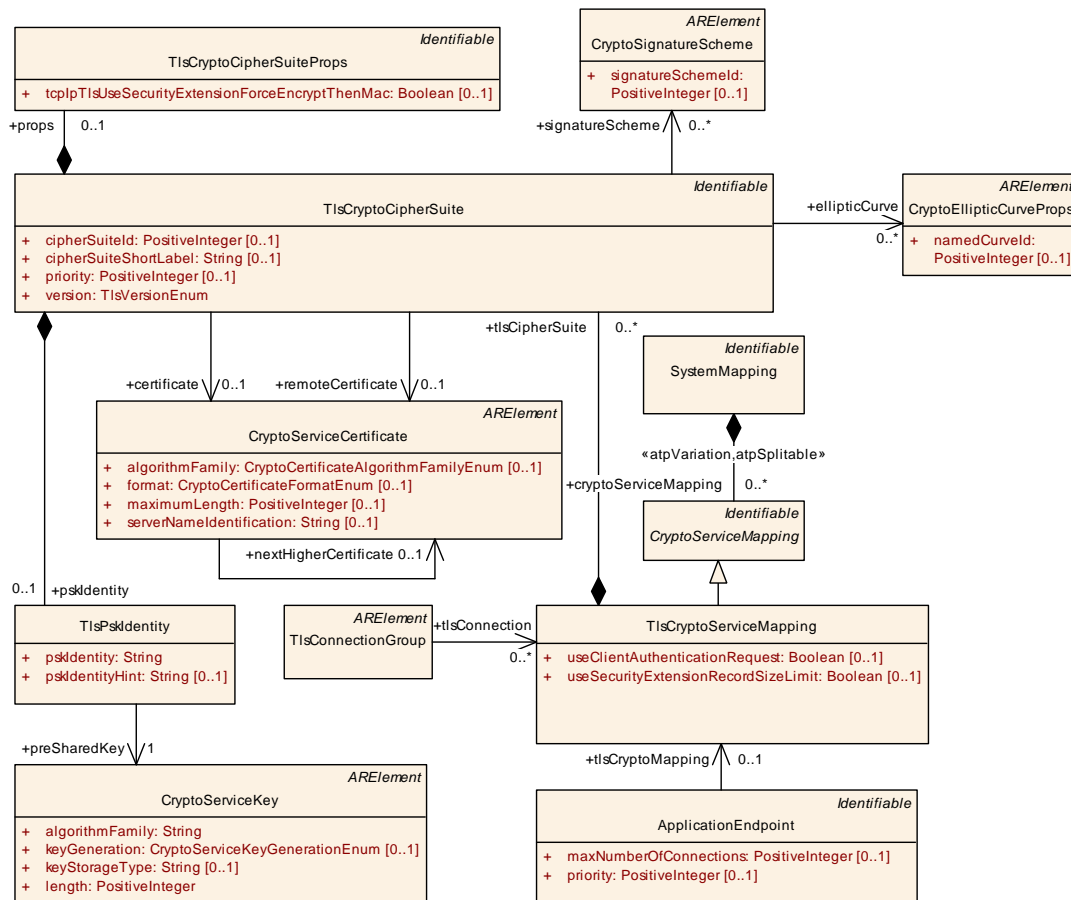 Identifiable
TlsCryptoCipherSuiteProps
+ tcpIpTlsUseSecurityExtensionForceEncryptThenMac: Boolean [0..1]
ARElement
CryptoSignatureScheme
+ signatureSchemeId:
PositiveInteger [0..1]
+props 0..1
+signatureScheme 0..*
Identifiable
TlsCryptoCipherSuite
+ cipherSuiteId: PositiveInteger [0..1]
+ cipherSuiteShortLabel: String [0..1]
+ priority: PositiveInteger [0..1]
+ version: TlsVersionEnum
+ellipticCurve
0..*
ARElement
CryptoEllipticCurveProps
+ namedCurveId:
PositiveInteger [0..1]
+tlsCipherSuite 0..*
Identifiable
SystemMapping
+certificate 0..1
+remoteCertificate 0..1
ARElement
CryptoServiceCertificate
+ algorithmFamily: CryptoCertificateAlgorithmFamilyEnum [0..1]
+ format: CryptoCertificateFormatEnum [0..1]
+ maximumLength: PositiveInteger [0..1]
+ serverNameIdentification: String [0..1]
+nextHigherCertificate 0..1
«atpVariation,atpSplitable»
+cryptoServiceMapping 0..*
Identifiable
CryptoServiceMapping
0..1 +pskIdentity
TlsPskIdentity
+ pskIdentity: String
+ pskIdentityHint: String [0..1]
ARElement
TlsConnectionGroup
+tlsConnection
0..*
TlsCryptoServiceMapping
+ useClientAuthenticationRequest: Boolean [0..1]
+ useSecurityExtensionRecordSizeLimit: Boolean [0..1]
+preSharedKey 1
+tlsCryptoMapping 0..1
ARElement
CryptoServiceKey
+ algorithmFamily: String
+ keyGeneration: CryptoServiceKeyGenerationEnum [0..1]
+ keyStorageType: String [0..1]
+ length: PositiveInteger
Identifiable
ApplicationEndpoint
+ maxNumberOfConnections: PositiveInteger [0..1]
+ priority: PositiveInteger [0..1]